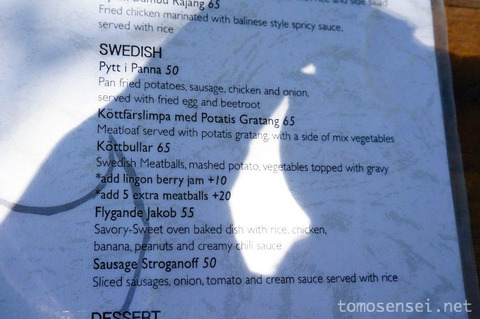 Rajang 65
Fried chicken marinated with balinese style spricy sauce,
served with rice
SWEDISH
Pytt i Panna 50
Pan fried potatoes, sausage, chicken and onion,
served with fried egg and beetroot
Köttfärslimpa med Potatis Gratang 65
Meatloaf served with potatis gratang, with a side of mix vegetables
Köttbullar 65
Swedish Meatballs, mashed potato, vegetables topped with gravy
*add lingon berry jam +10
*add 5 extra meatballs +20
Flygande Jakob 55
Savory-Sweet oven baked dish with rice, chicken,
banana, peanuts and creamy chili sauce
Sausage Stroganoff 50
Sliced sausages, onion, tomato and cream sauce served with rice
DESSERT
tomosensei.net